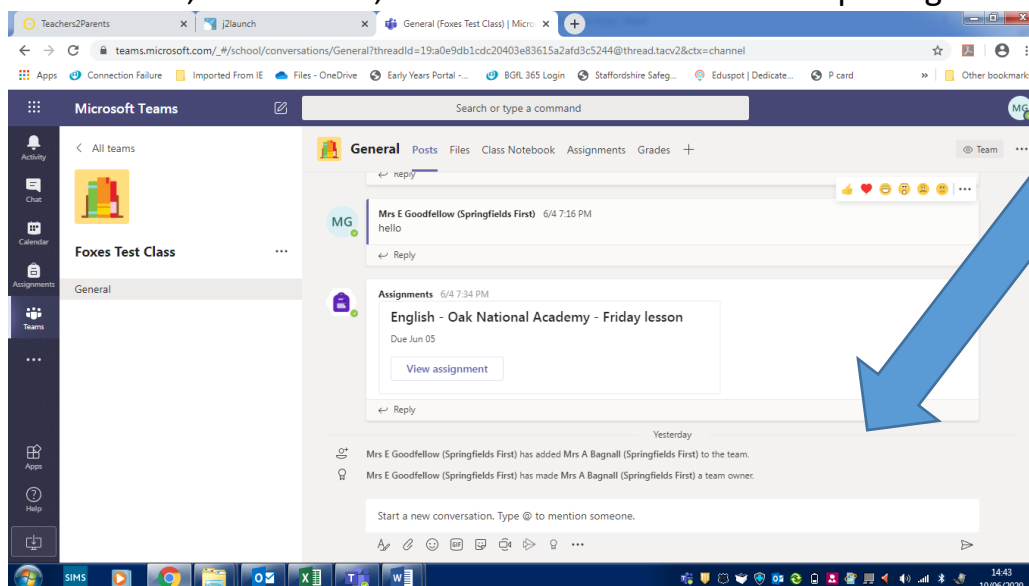 Teachers2Parents
j2launch
General (Foxes Test Class) | Micro
teams.microsoft.com/_#/school/conversations/General?threadId=19:a0e9db1cdc20403e83615a2afd3c5244@thread.tacv2&ctx=channel
Apps
Connection Failure
Imported From IE
Files - OneDrive
Early Years Portal -...
BGfL 365 Login
Staffordshire Safeg...
Eduspot | Dedicate...
P card
»
Other bookmark
Microsoft Teams
Search or type a command
MG
Activity
Chat
Calendar
Assignments
Teams
Apps
Help
< All teams
Foxes Test Class
General
General Posts Files Class Notebook Assignments Grades +
Team
Reply
MG
Mrs E Goodfellow (Springfields First) 6/4 7:16 PM
hello
Reply
Assignments 6/4 7:34 PM
English - Oak National Academy - Friday lesson
Due Jun 05
View assignment
Reply
Yesterday
Mrs E Goodfellow (Springfields First) has added Mrs A Bagnall (Springfields First) to the team.
Mrs E Goodfellow (Springfields First) has made Mrs A Bagnall (Springfields First) a team owner.
Start a new conversation. Type @ to mention someone.
GIF
SIMS
14:43
10/06/2020